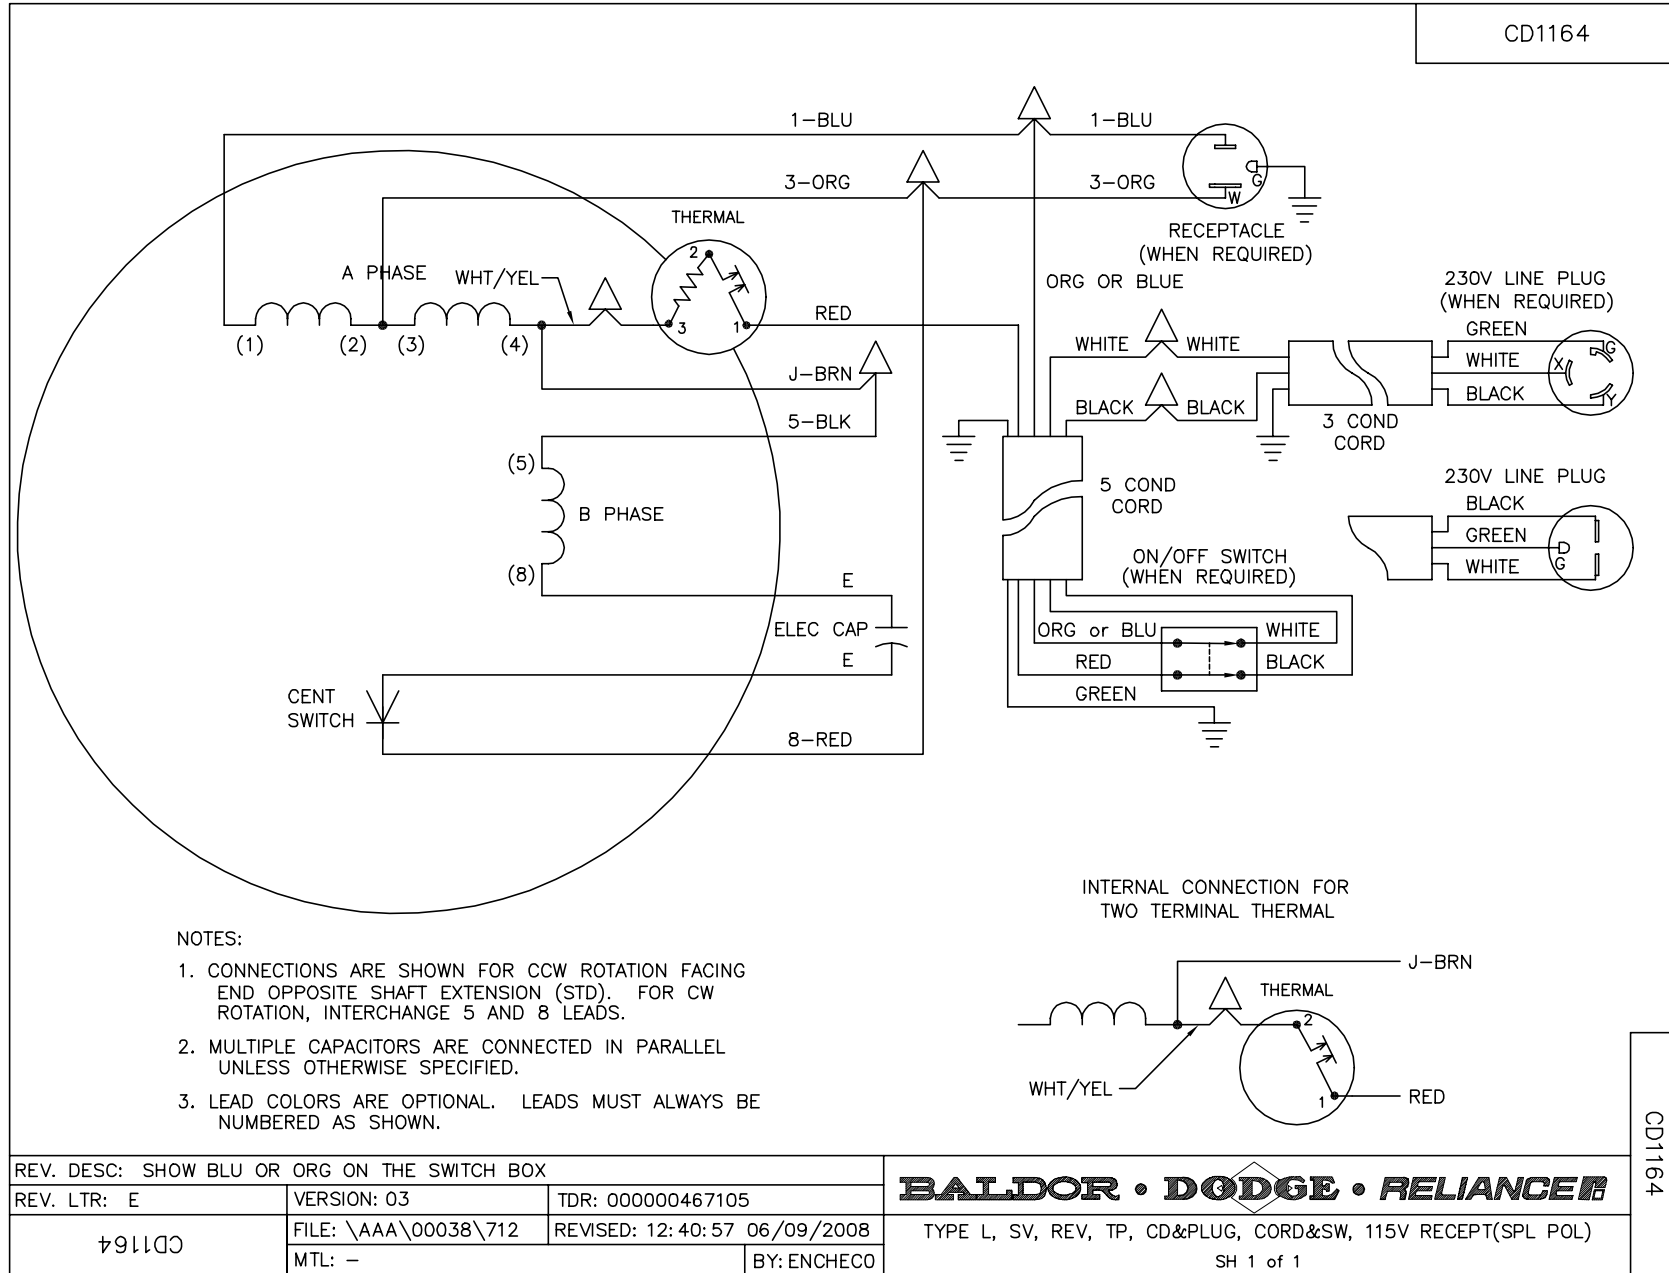 CD1164
1-BLU
1-BLU
3-ORG
3-ORG
G
W
RECEPTACLE
(WHEN REQUIRED)
THERMAL
2
3
1
A PHASE
WHT/YEL
RED
ORG OR BLUE
(1)
(2)
(3)
(4)
J-BRN
5-BLK
WHITE
WHITE
BLACK
BLACK
3 COND
CORD
230V LINE PLUG
(WHEN REQUIRED)
GREEN
WHITE
BLACK
G
X
Y
(5)
B PHASE
(8)
5 COND
CORD
230V LINE PLUG
BLACK
GREEN
WHITE
G
ON/OFF SWITCH
(WHEN REQUIRED)
E
ELEC CAP
E
ORG or BLU
WHITE
RED
BLACK
GREEN
CENT
SWITCH
8-RED
INTERNAL CONNECTION FOR
TWO TERMINAL THERMAL
J-BRN
THERMAL
2
WHT/YEL
1
RED
NOTES:
1. CONNECTIONS ARE SHOWN FOR CCW ROTATION FACING
END OPPOSITE SHAFT EXTENSION (STD). FOR CW
ROTATION, INTERCHANGE 5 AND 8 LEADS.
2. MULTIPLE CAPACITORS ARE CONNECTED IN PARALLEL
UNLESS OTHERWISE SPECIFIED.
3. LEAD COLORS ARE OPTIONAL. LEADS MUST ALWAYS BE
NUMBERED AS SHOWN.
CD1164
REV. DESC: SHOW BLU OR ORG ON THE SWITCH BOX
REV. LTR: E
VERSION: 03
TDR: 000000467105
FILE: \AAA\00038\712
REVISED: 12:40:57 06/09/2008
CD1164
MTL: -
BY: ENCHECO
BALDOR • DODGE • RELIANCE
TYPE L, SV, REV, TP, CD&PLUG, CORD&SW, 115V RECEPT(SPL POL)
SH 1 of 1